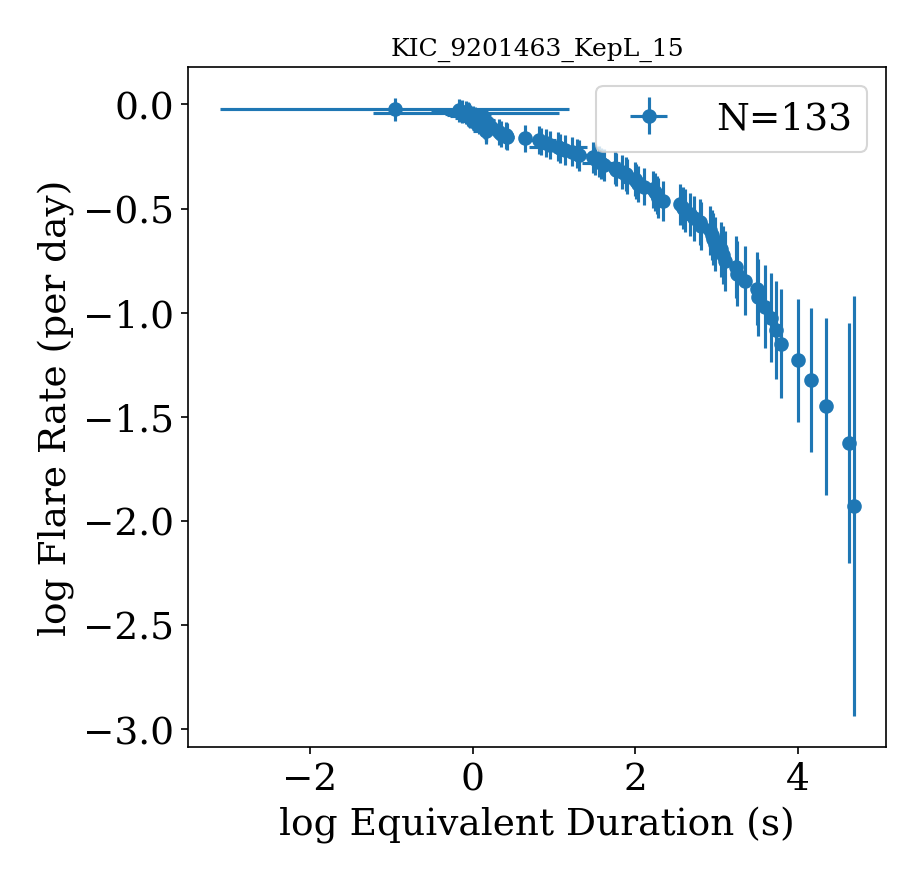 KIC_9201463_KepL_15
N=133
0.0
−0.5
−1.0
−1.5
−2.0
−2.5
−3.0
log Flare Rate (per day)
−2 0 2 4
log Equivalent Duration (s)